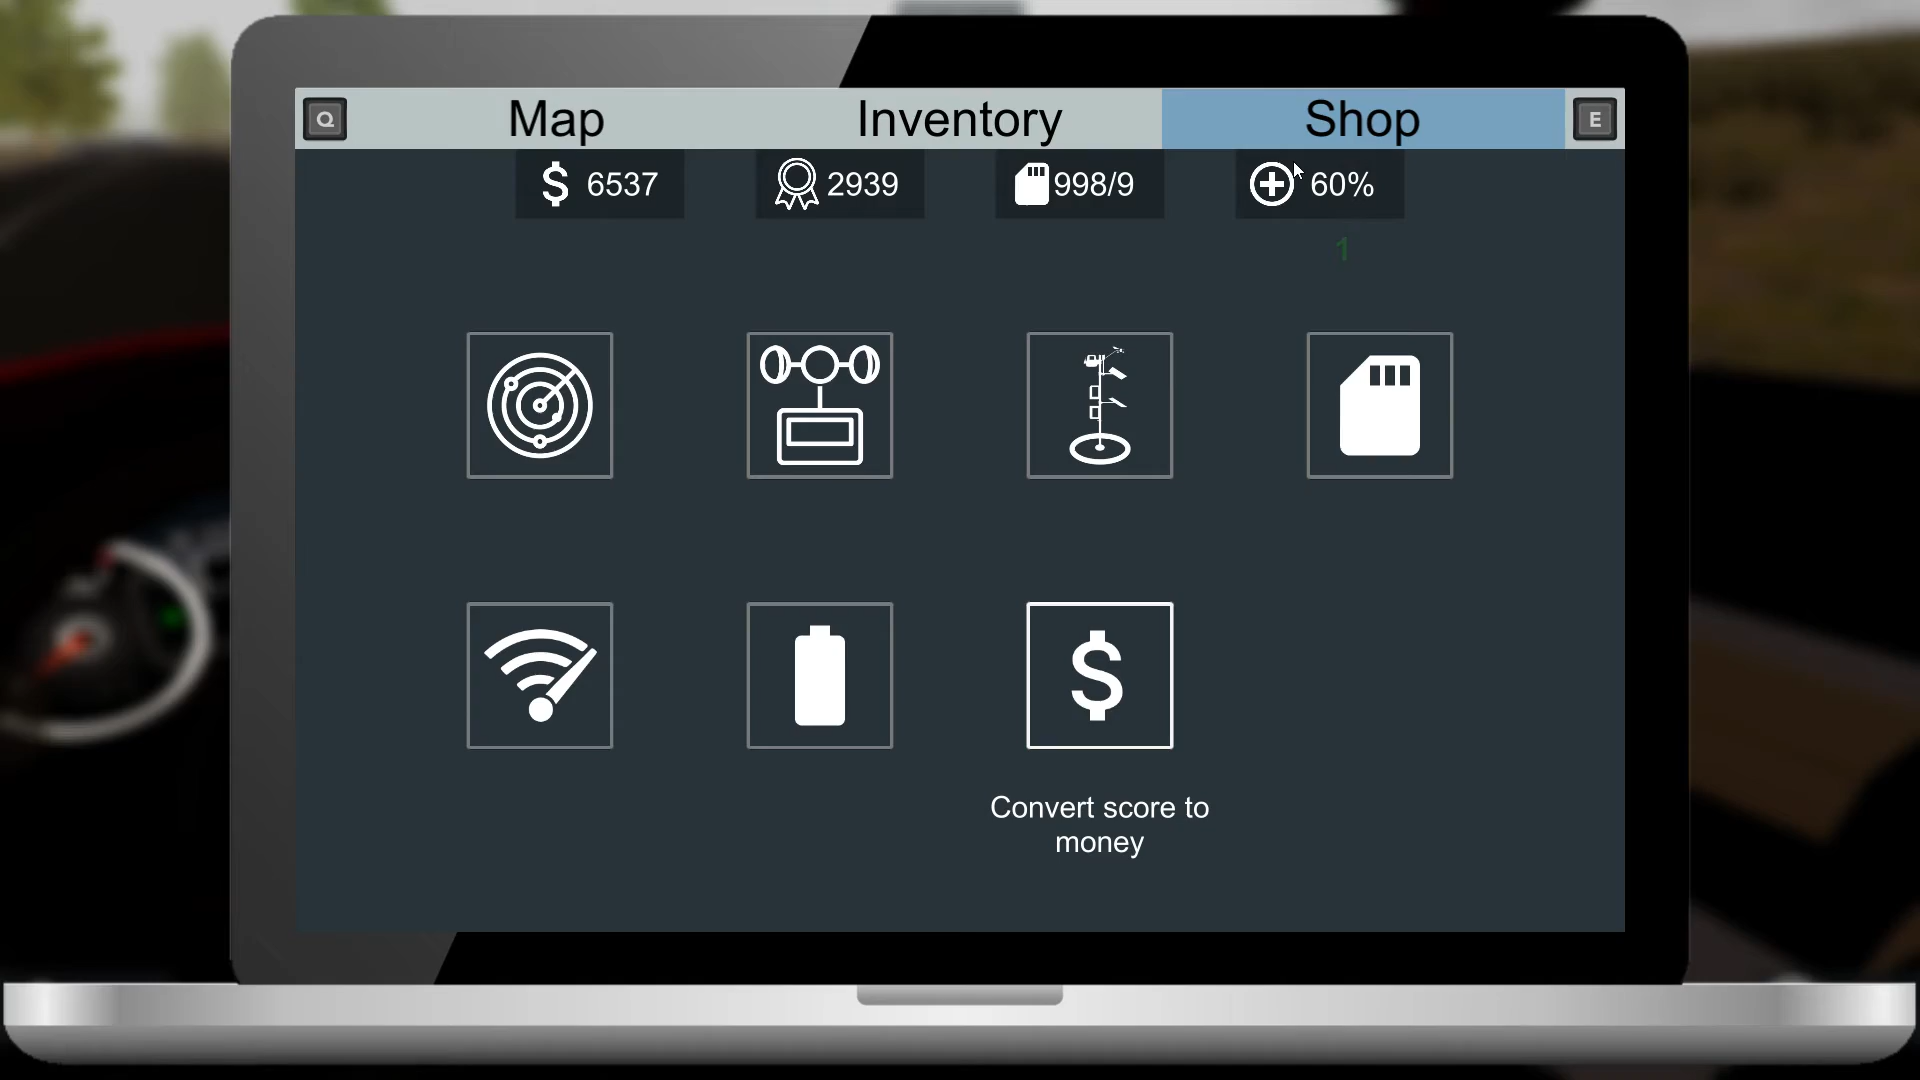 Q Map Inventory Shop E
$ 6537 2939 998/9 60%
1
$
Convert score to
money